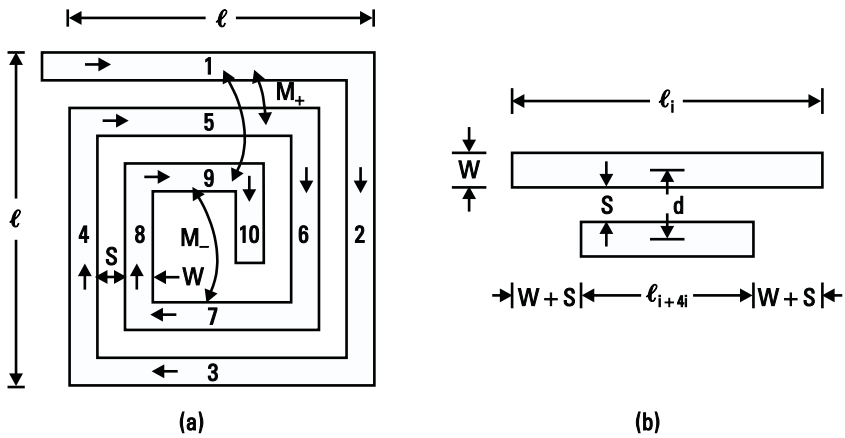 ℓ
ℓ
1
M₊
5
9
4
8
10
6
2
S
M₋
W
7
3
(a)
ℓᵢ
W
S
d
W + S
ℓᵢ₊₄ᵢ
W + S
(b)